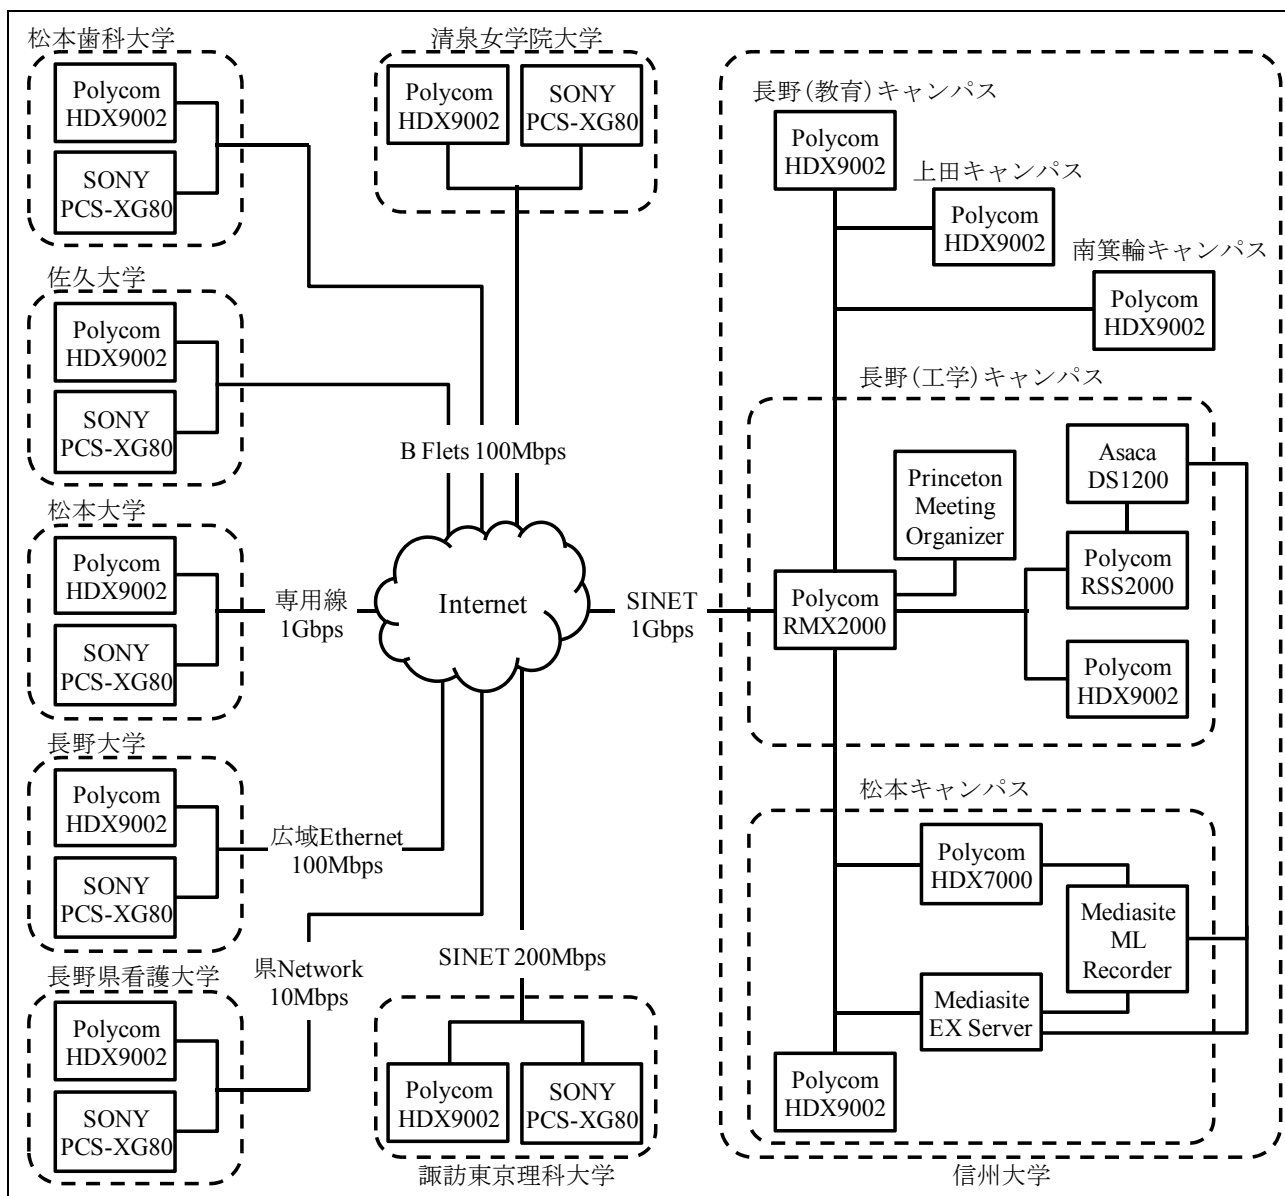 松本歯科大学
Polycom
HDX9002
SONY
PCS-XG80
清泉女学院大学
Polycom
HDX9002
SONY
PCS-XG80
佐久大学
Polycom
HDX9002
SONY
PCS-XG80
B Flets 100Mbps
松本大学
Polycom
HDX9002
SONY
PCS-XG80
専用線
1Gbps
Internet
SINET
1Gbps
長野大学
Polycom
HDX9002
SONY
PCS-XG80
広域Ethernet
100Mbps
長野県看護大学
Polycom
HDX9002
SONY
PCS-XG80
県Network
10Mbps
SINET 200Mbps
Polycom
HDX9002
SONY
PCS-XG80
諏訪東京理科大学
長野(教育)キャンパス
Polycom
HDX9002
上田キャンパス
Polycom
HDX9002
南箕輪キャンパス
Polycom
HDX9002
長野(工学)キャンパス
Princeton
Meeting
Organizer
Asaca
DS1200
Polycom
RMX2000
Polycom
RSS2000
Polycom
HDX9002
松本キャンパス
Polycom
HDX7000
Mediasite
ML
Recorder
Mediasite
EX Server
Polycom
HDX9002
信州大学